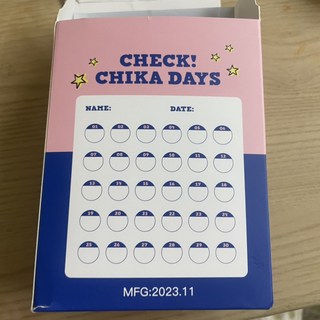 CHECK!
CHIKA DAYS
NAME: DATE:
01 02 03 04 05 06
07 08 09 10 11 12
13 14 15 16 17 18
19 20 21 22 23 24
25 26 27 28 29 30
MFG:2023.11